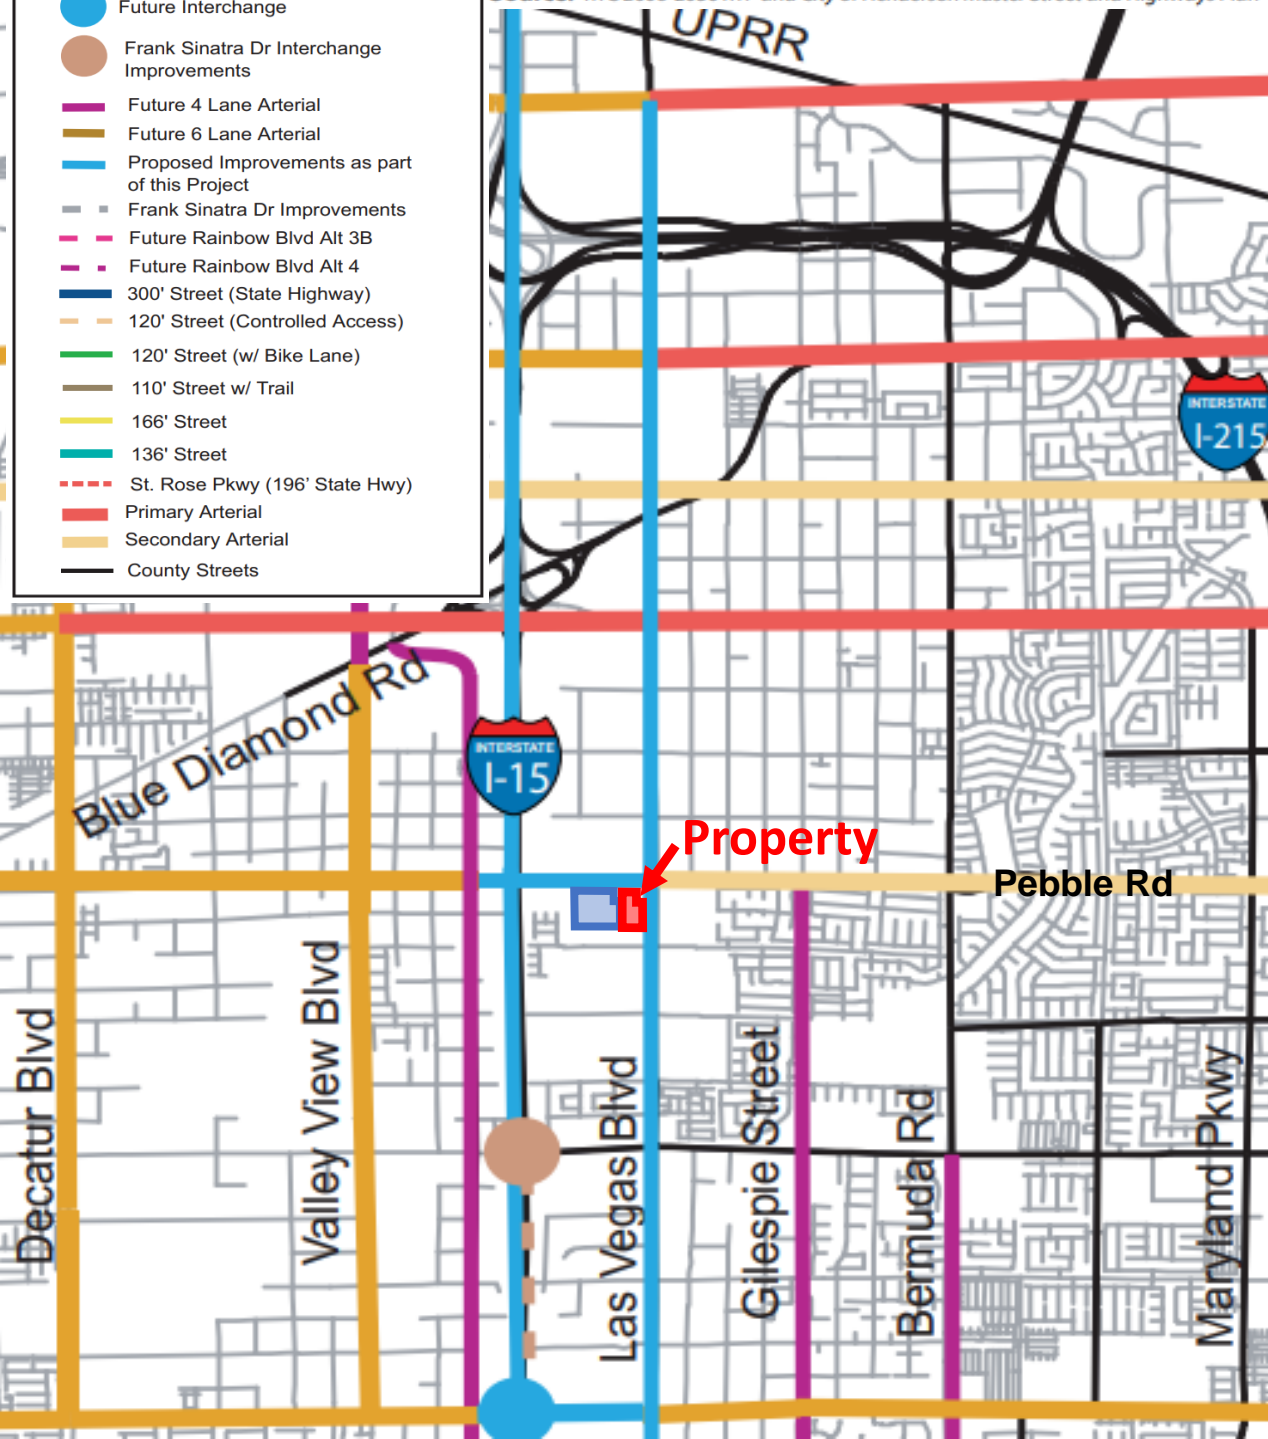 Future Interchange
Frank Sinatra Dr Interchange
Improvements
Future 4 Lane Arterial
Future 6 Lane Arterial
Proposed Improvements as part
of this Project
Frank Sinatra Dr Improvements
Future Rainbow Blvd Alt 3B
Future Rainbow Blvd Alt 4
300' Street (State Highway)
120' Street (Controlled Access)
120' Street (w/ Bike Lane)
110' Street w/ Trail
166' Street
136' Street
St. Rose Pkwy (196' State Hwy)
Primary Arterial
Secondary Arterial
County Streets
UPRR
INTERSTATE
I-215
Blue Diamond Rd
INTERSTATE
I-15
Property
Pebble Rd
Decatur Blvd
Valley View Blvd
Las Vegas Blvd
Gilespie Street
Bermuda Rd
Maryland Pkwy